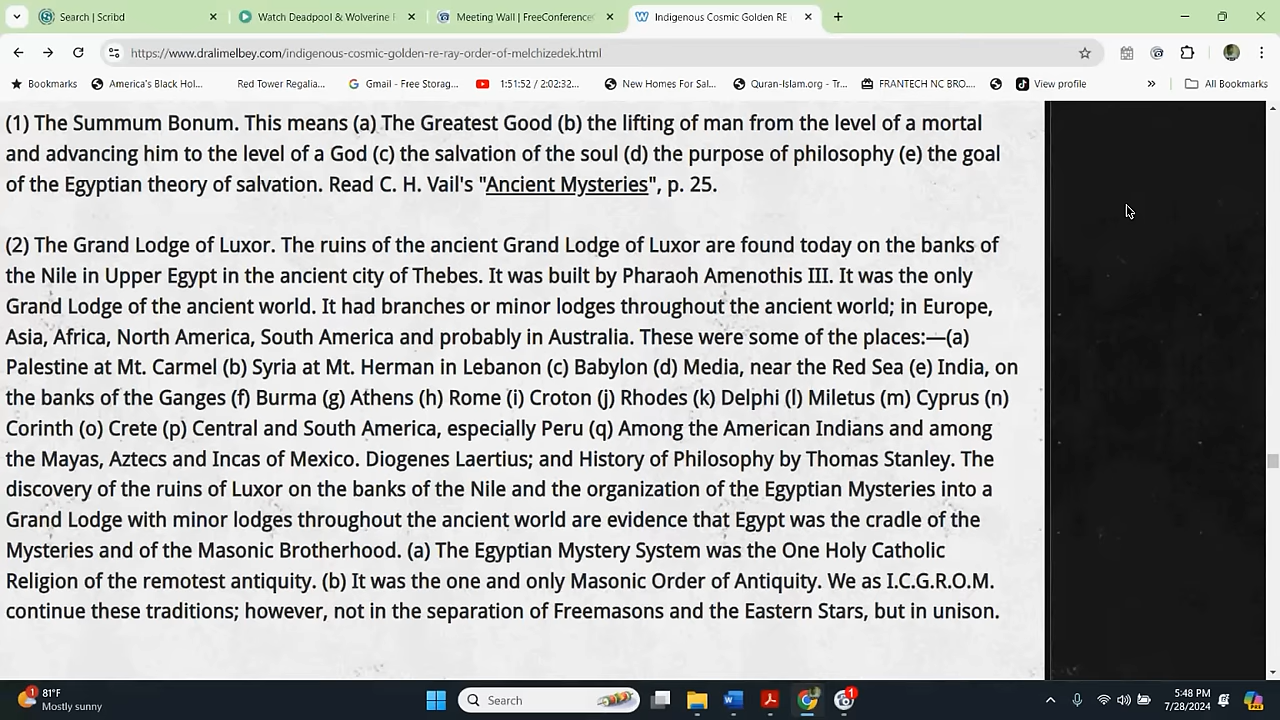 Search | Scribd
Watch Deadpool & Wolverine F
Meeting Wall | FreeConference
Indigenous Cosmic Golden RE
https://www.dralimelbey.com/indigenous-cosmic-golden-re-ray-order-of-melchizedek.html
Bookmarks
America's Black Hol...
Red Tower Regalia...
Gmail - Free Storag...
1:51:52 / 2:02:32...
New Homes For Sal...
Quran-Islam.org - Tr...
FRANTECH NC BRO...
View profile
All Bookmarks
(1) The Summum Bonum. This means (a) The Greatest Good (b) the lifting of man from the level of a mortal
and advancing him to the level of a God (c) the salvation of the soul (d) the purpose of philosophy (e) the goal
of the Egyptian theory of salvation. Read C. H. Vail's "Ancient Mysteries", p. 25.
(2) The Grand Lodge of Luxor. The ruins of the ancient Grand Lodge of Luxor are found today on the banks of
the Nile in Upper Egypt in the ancient city of Thebes. It was built by Pharaoh Amenothis III. It was the only
Grand Lodge of the ancient world. It had branches or minor lodges throughout the ancient world; in Europe,
Asia, Africa, North America, South America and probably in Australia. These were some of the places:—(a)
Palestine at Mt. Carmel (b) Syria at Mt. Herman in Lebanon (c) Babylon (d) Media, near the Red Sea (e) India, on
the banks of the Ganges (f) Burma (g) Athens (h) Rome (i) Croton (j) Rhodes (k) Delphi (l) Miletus (m) Cyprus (n)
Corinth (o) Crete (p) Central and South America, especially Peru (q) Among the American Indians and among
the Mayas, Aztecs and Incas of Mexico. Diogenes Laertius; and History of Philosophy by Thomas Stanley. The
discovery of the ruins of Luxor on the banks of the Nile and the organization of the Egyptian Mysteries into a
Grand Lodge with minor lodges throughout the ancient world are evidence that Egypt was the cradle of the
Mysteries and of the Masonic Brotherhood. (a) The Egyptian Mystery System was the One Holy Catholic
Religion of the remotest antiquity. (b) It was the one and only Masonic Order of Antiquity. We as I.C.G.R.O.M.
continue these traditions; however, not in the separation of Freemasons and the Eastern Stars, but in unison.
1
81°F
Mostly sunny
Search
1
5:48 PM
7/28/2024